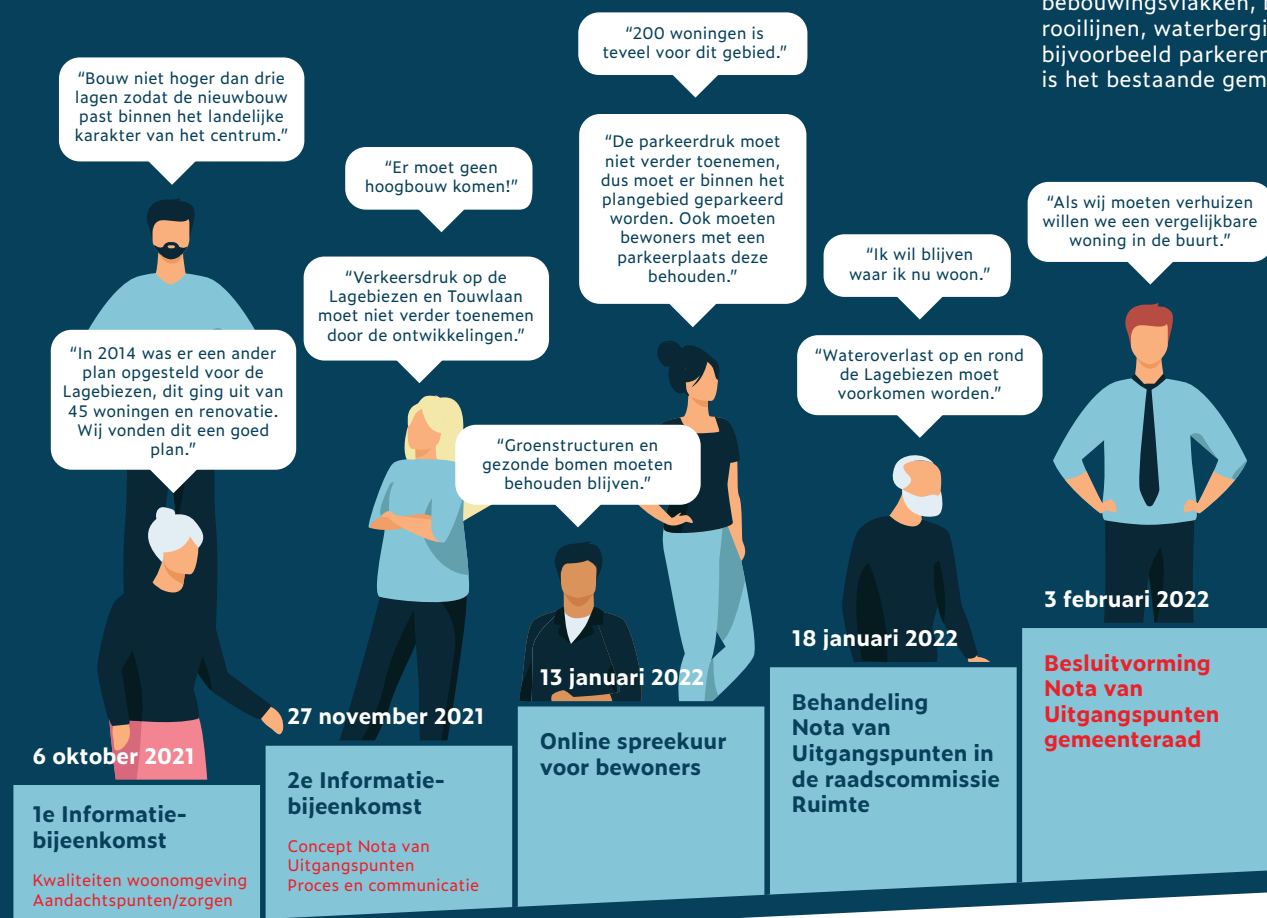 bebouwingsvlakken,
rooilijnen, waterbergi
bijvoorbeeld parkeren
is het bestaande gem
“200 woningen is
teveel voor dit gebied.”
“Bouw niet hoger dan drie
lagen zodat de nieuwbouw
past binnen het landelijke
karakter van het centrum.”
“Er moet geen
hoogbouw komen!”
“De parkeerdruk moet
niet verder toenemen,
dus moet er binnen het
plangebied geparkeerd
worden. Ook moeten
bewoners met een
parkeerplaats deze
behouden.”
“Als wij moeten verhuizen
willen we een vergelijkbare
woning in de buurt.”
“Ik wil blijven
waar ik nu woon.”
“Verkeersdruk op de
Lagebiezen en Touwlaan
moet niet verder toenemen
door de ontwikkelingen.”
“In 2014 was er een ander
plan opgesteld voor de
Lagebiezen, dit ging uit van
45 woningen en renovatie.
Wij vonden dit een goed
plan.”
“Wateroverlast op en rond
de Lagebiezen moet
voorkomen worden.”
“Groenstructuren en
gezonde bomen moeten
behouden blijven.”
6 oktober 2021
1e Informatie-
bijeenkomst
Kwaliteiten woonomgeving
Aandachtspunten/zorgen
27 november 2021
2e Informatie-
bijeenkomst
Concept Nota van
Uitgangspunten
Proces en communicatie
13 januari 2022
Online spreekuur
voor bewoners
18 januari 2022
Behandeling
Nota van
Uitgangspunten in
de raadscommissie
Ruimte
3 februari 2022
Besluitvorming
Nota van
Uitgangspunten
gemeenteraad